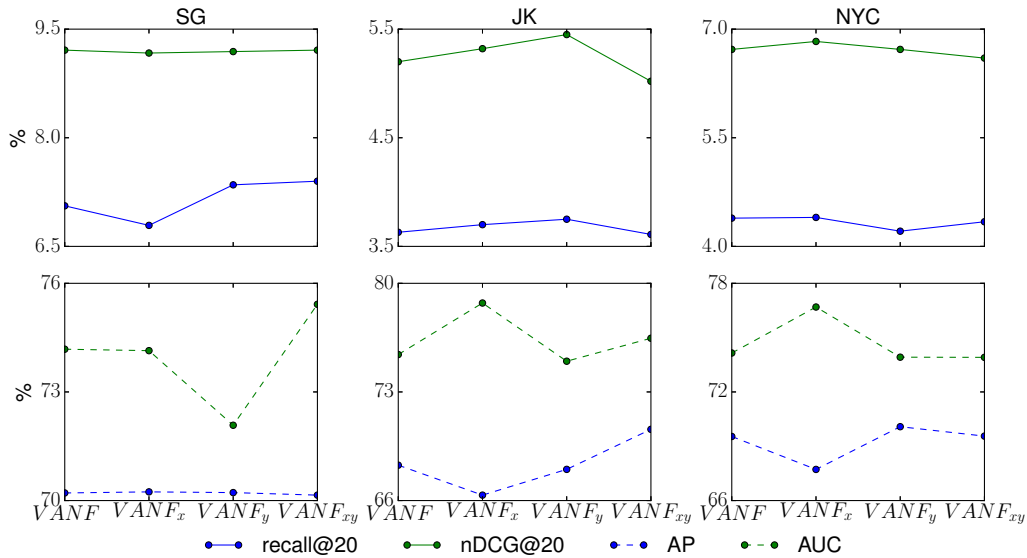 SG JK NYC
9.5 5.5 7.0
% 8.0 4.5 5.5
6.5 3.5 4.0
76 80 78
% 73 73 72
70 66 66
VANF VANF_x VANF_y VANF_xy VANF VANF_x VANF_y VANF_xy VANF VANF_x VANF_y VANF_xy
recall@20 nDCG@20 AP AUC